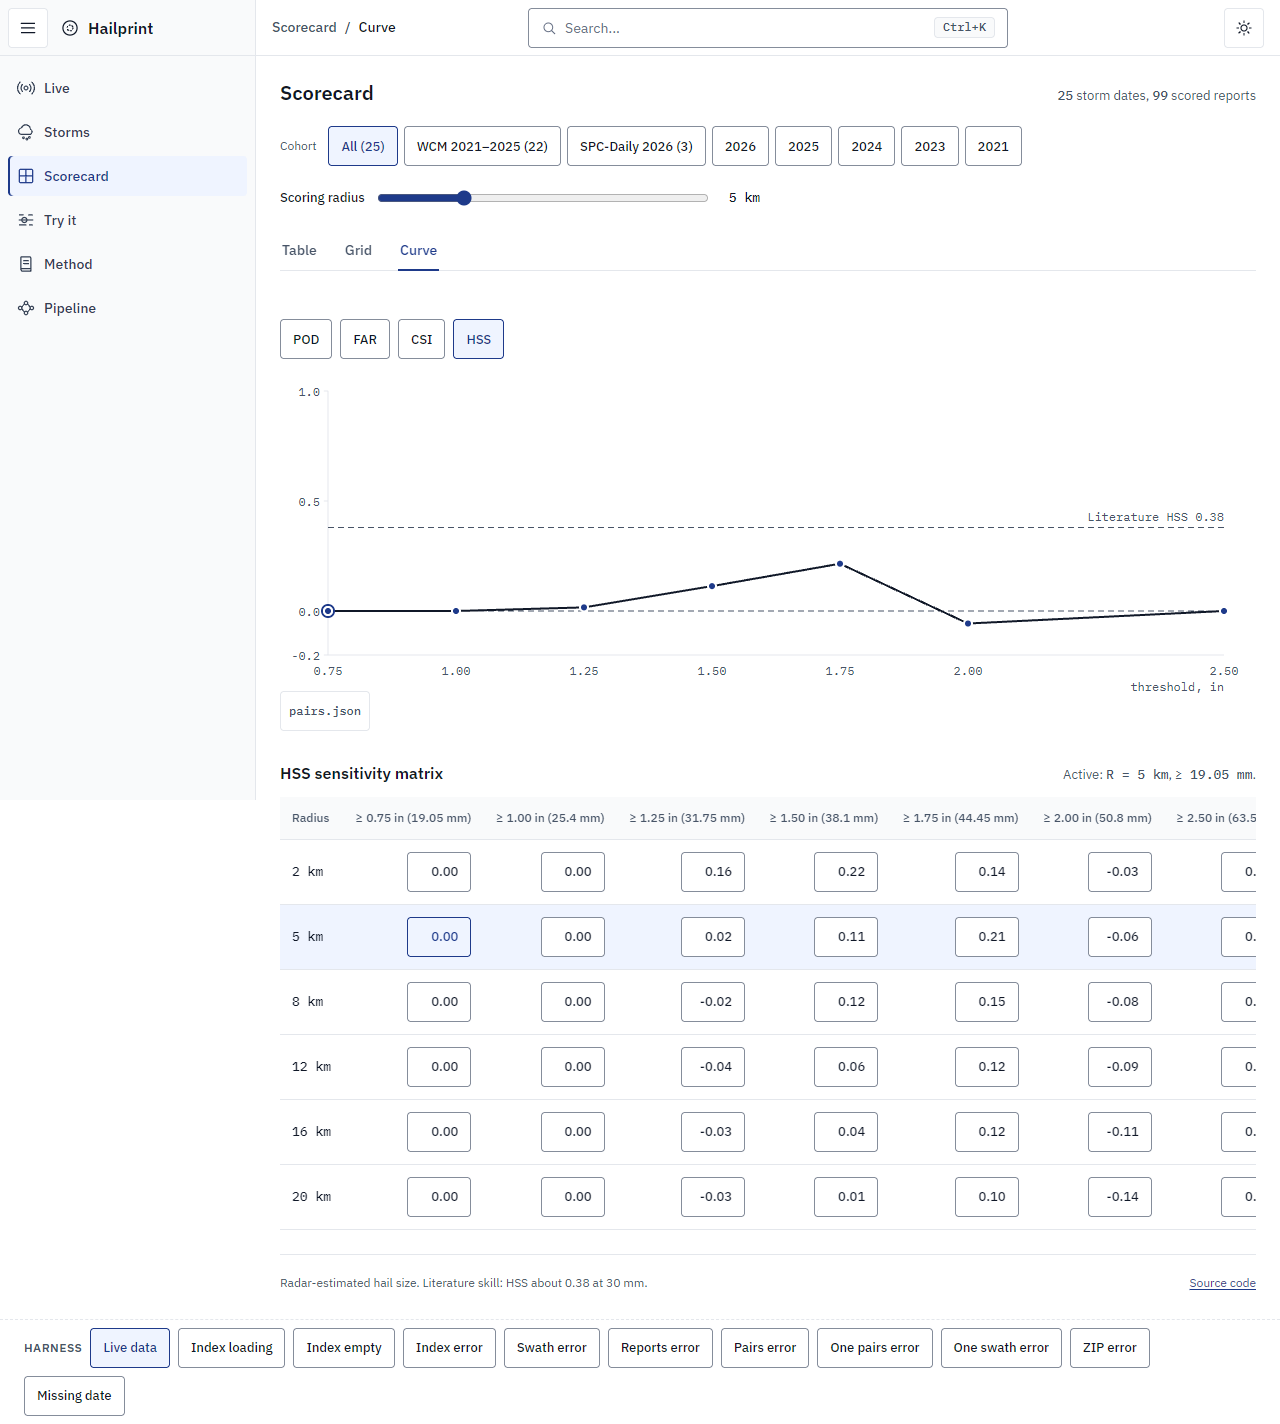 Hailprint
Scorecard / Curve
Search...
Ctrl+K
Live
Storms
Scorecard
Try it
Method
Pipeline
Scorecard
25 storm dates, 99 scored reports
Cohort
All (25)
WCM 2021–2025 (22)
SPC-Daily 2026 (3)
2026
2025
2024
2023
2021
Scoring radius
5 km
Table
Grid
Curve
POD
FAR
CSI
HSS
1.0
0.5
Literature HSS 0.38
0.0
-0.2
0.75 1.00 1.25 1.50 1.75 2.00 2.50
threshold, in
pairs.json
HSS sensitivity matrix
Active: R = 5 km, ≥ 19.05 mm.
Radius ≥ 0.75 in (19.05 mm) ≥ 1.00 in (25.4 mm) ≥ 1.25 in (31.75 mm) ≥ 1.50 in (38.1 mm) ≥ 1.75 in (44.45 mm) ≥ 2.00 in (50.8 mm) ≥ 2.50 in (63.5
2 km 0.00 0.00 0.16 0.22 0.14 -0.03 0.
5 km 0.00 0.00 0.02 0.11 0.21 -0.06 0.
8 km 0.00 0.00 -0.02 0.12 0.15 -0.08 0.
12 km 0.00 0.00 -0.04 0.06 0.12 -0.09 0.
16 km 0.00 0.00 -0.03 0.04 0.12 -0.11 0.
20 km 0.00 0.00 -0.03 0.01 0.10 -0.14 0.
Radar-estimated hail size. Literature skill: HSS about 0.38 at 30 mm.
Source code
HARNESS
Live data
Index loading
Index empty
Index error
Swath error
Reports error
Pairs error
One pairs error
One swath error
ZIP error
Missing date